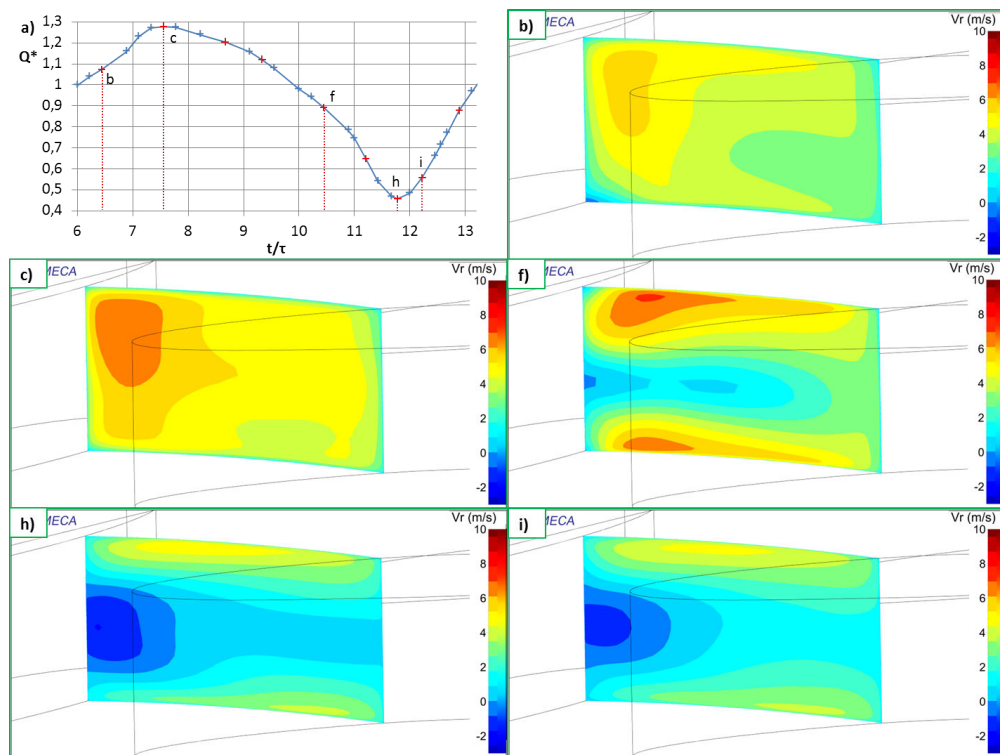 a)
Q*
1,3
1,2
1,1
1
0,9
0,8
0,7
0,6
0,5
0,4
b
c
f
h
i
6 7 8 9 10 11 12 13
t/τ
b) MECA
Vr (m/s)
10
8
6
4
2
0
-2
c) MECA
Vr (m/s)
10
8
6
4
2
0
-2
f) MECA
Vr (m/s)
10
8
6
4
2
0
-2
h) MECA
Vr (m/s)
10
8
6
4
2
0
-2
i) MECA
Vr (m/s)
10
8
6
4
2
0
-2